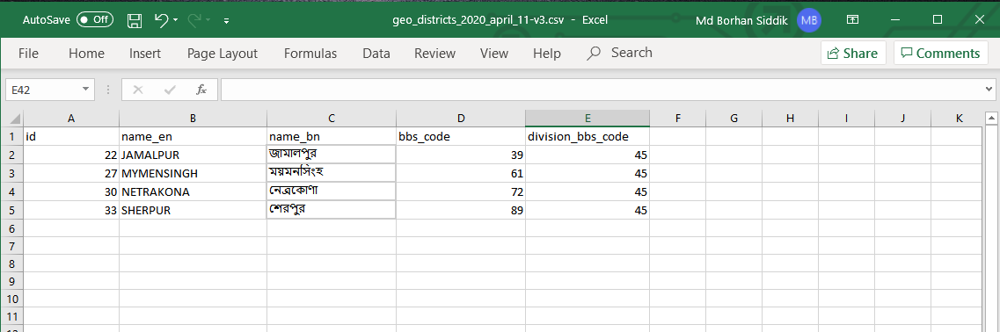 AutoSave Off geo_districts_2020_april_11-v3.csv - Excel Md Borhan Siddik MB
File Home Insert Page Layout Formulas Data Review View Help Search Share Comments
E42 fx
A B C D E F G H I J K
1 id name_en name_bn bbs_code division_bbs_code
2 22 JAMALPUR জামালপুর 39 45
3 27 MYMENSINGH ময়মনসিংহ 61 45
4 30 NETRAKONA নেত্রকোণা 72 45
5 33 SHERPUR শেরপুর 89 45
6
7
8
9
10
11